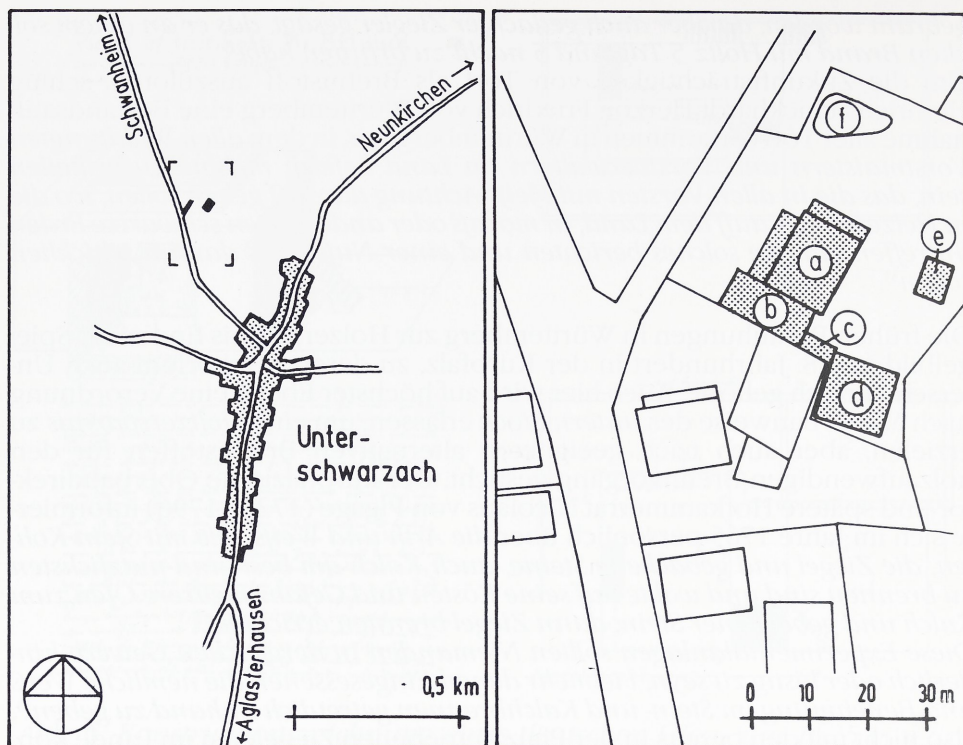 Schwanheim →
Neunkirchen →
Unter-
schwarzach
← Aglasterhausen
0,5 km
f
a
e
b
c
d
0 10 20 30 m